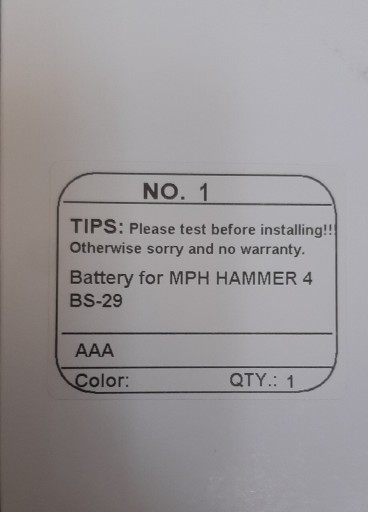 NO. 1
TIPS: Please test before installing!!!
Otherwise sorry and no warranty.
Battery for MPH HAMMER 4
BS-29
AAA
Color: QTY.: 1